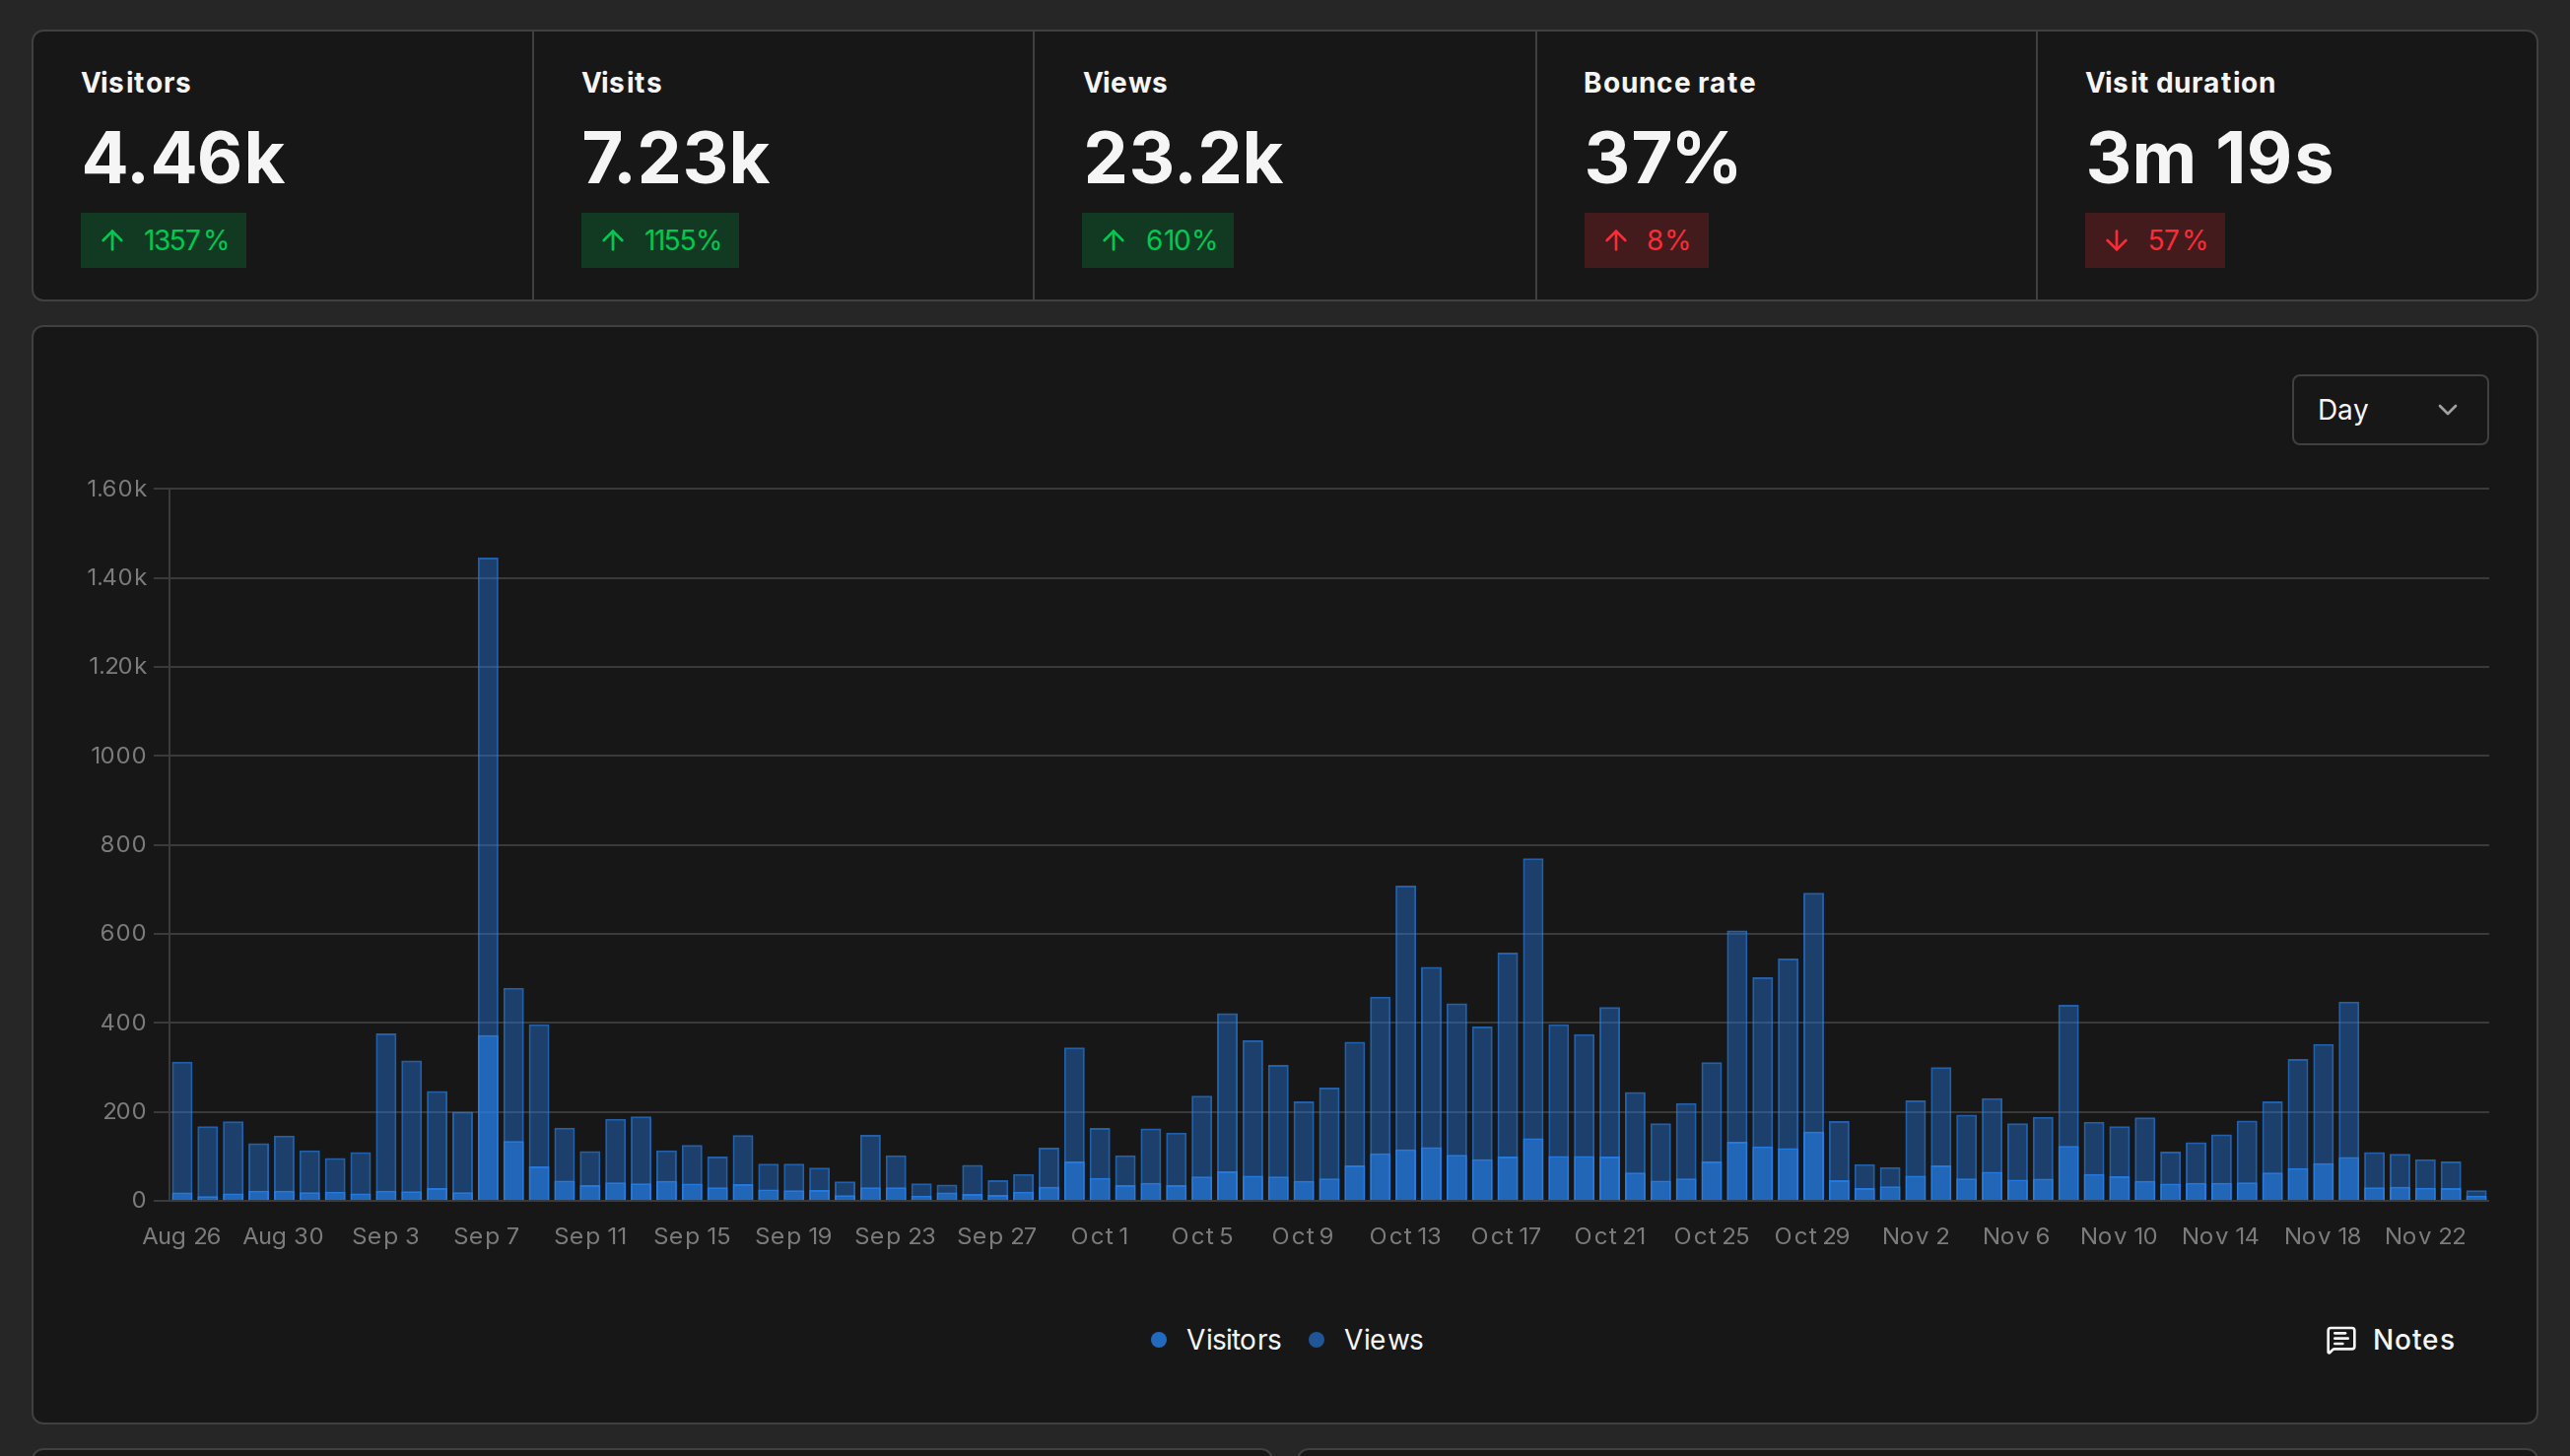 Visitors
4.46k
↑ 1357%
Visits
7.23k
↑ 1155%
Views
23.2k
↑ 610%
Bounce rate
37%
↑ 8%
Visit duration
3m 19s
↓ 57%
Day
1.60k
1.40k
1.20k
1000
800
600
400
200
0
Aug 26 Aug 30 Sep 3 Sep 7 Sep 11 Sep 15 Sep 19 Sep 23 Sep 27 Oct 1 Oct 5 Oct 9 Oct 13 Oct 17 Oct 21 Oct 25 Oct 29 Nov 2 Nov 6 Nov 10 Nov 14 Nov 18 Nov 22
Visitors Views
Notes